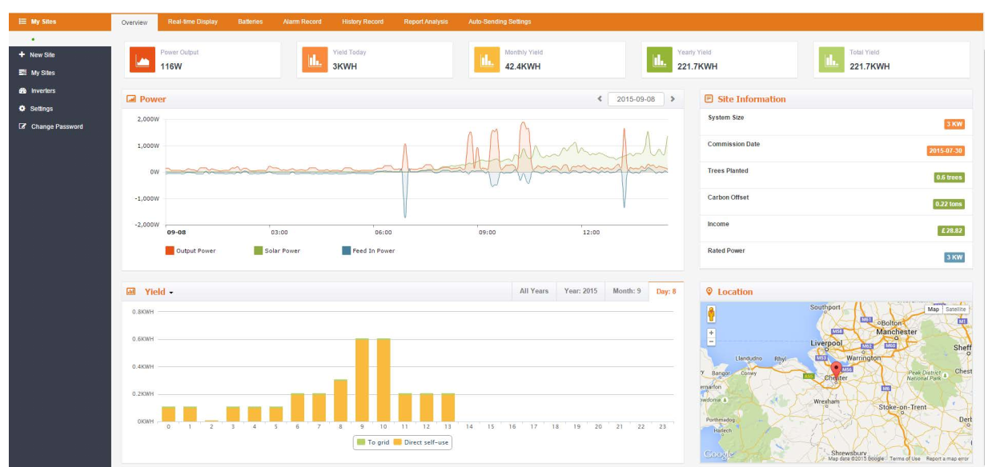 My Sites
Overview Real-time Display Batteries Alarm Record History Record Report Analysis Auto-Sending Settings
New Site
My Sites
Inverters
Settings
Change Password
Power Output
116W
Yield Today
3KWH
Monthly Yield
42.4KWH
Yearly Yield
221.7KWH
Total Yield
221.7KWH
Power
2015-09-08
2,000W
1,000W
0W
-1,000W
-2,000W
09-08 03:00 06:00 09:00 12:00
Output Power Solar Power Feed In Power
Site Information
System Size
3 KW
Commission Date
2015-07-30
Trees Planted
0.6 trees
Carbon Offset
0.22 tons
Income
£ 28.82
Rated Power
3 KW
Yield
All Years Year: 2015 Month: 9 Day: 8
0.8KWH
0.6KWH
0.4KWH
0.2KWH
0KWH
0 1 2 3 4 5 6 7 8 9 10 11 12 13 14 15 16 17 18 19 20 21 22 23
To grid Direct self-use
Location
Map Satellite
Southport
M61
Bolton
M1
M58
Manchester
Liverpool
M62 M60
Sheff
M53
Warrington
Llandudno Rhyl
Bangor Conwy
M56
Chester
Peak District
National Park
Chest
ernarfon
M6
owdonia
Wrexham
Stoke-on-Trent
Porthmadog
Derl
Harlech
Shrewsbury
Google
Map data ©2015 Google Terms of Use Report a map error